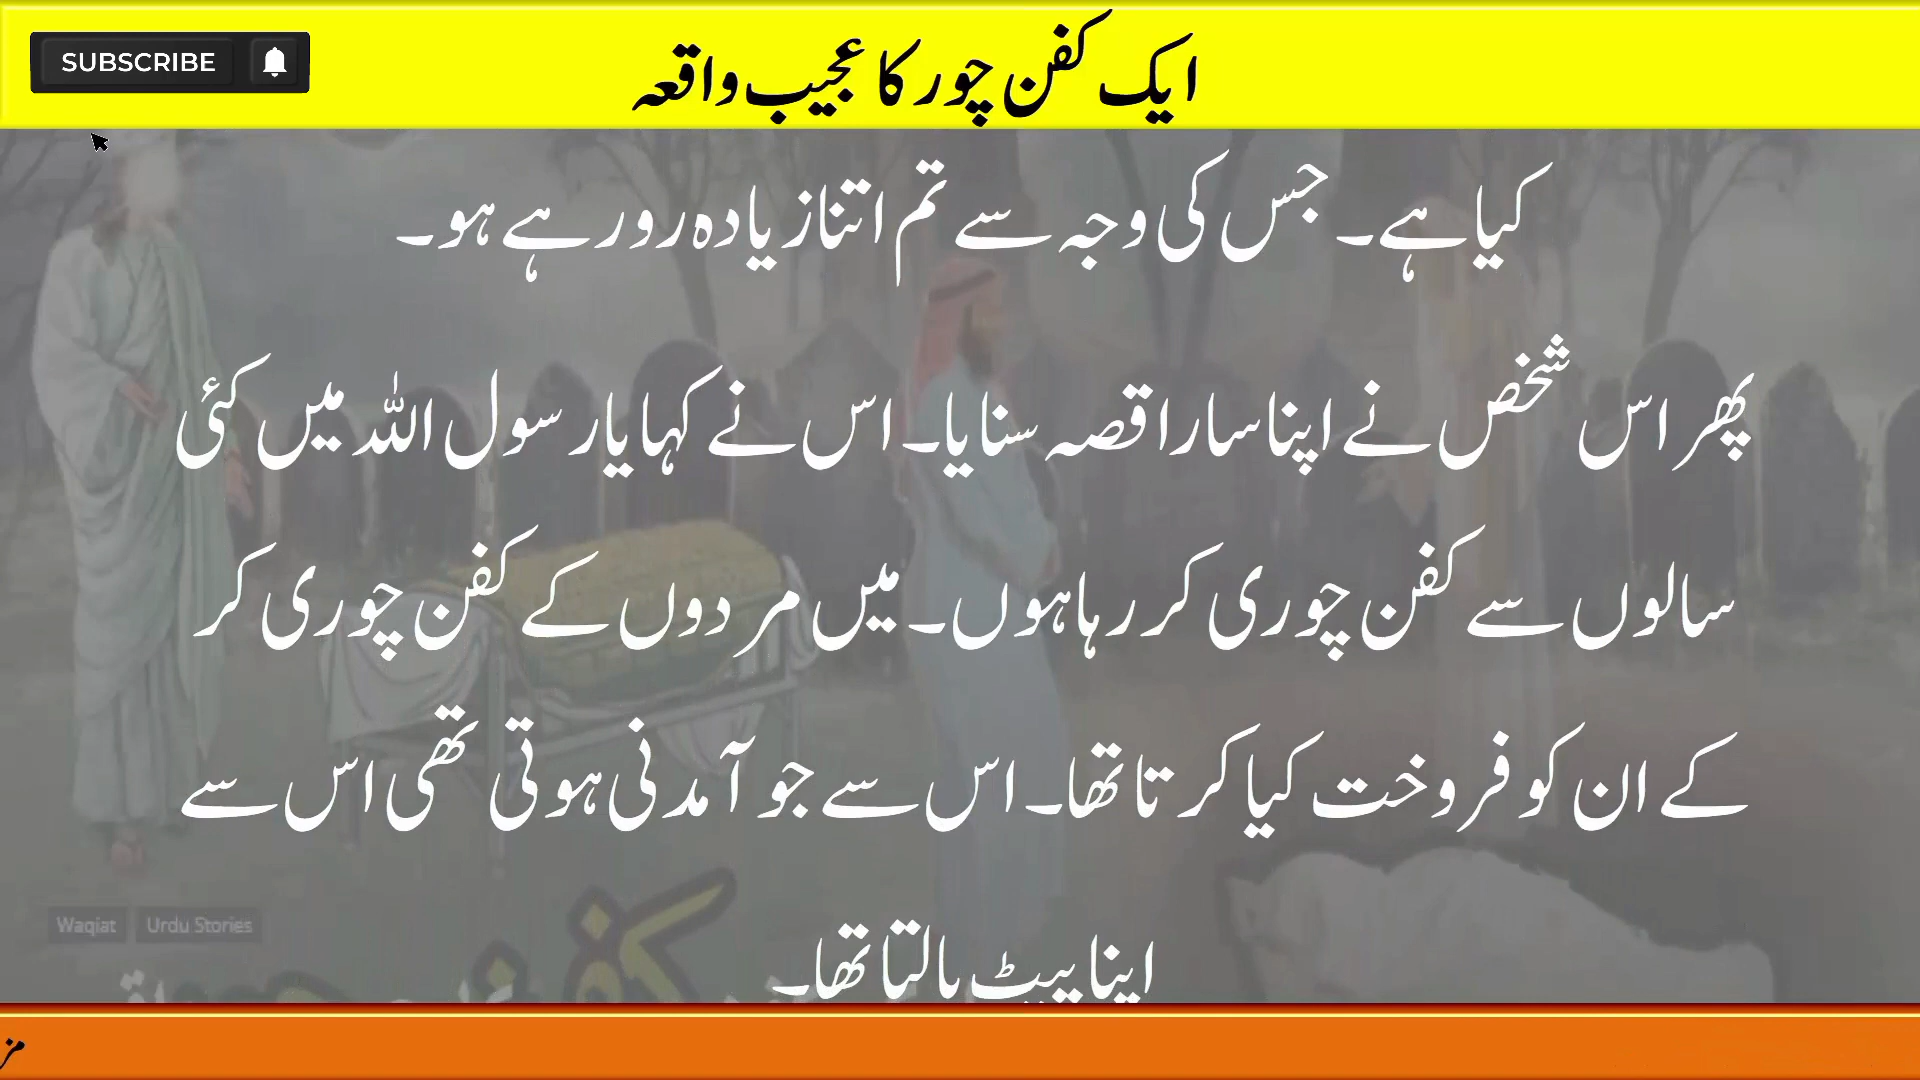 SUBSCRIBE
ایک کفن چور کا عجیب واقعہ
کیا ہے۔ جس کی وجہ سے تم اتنا زیادہ رو رہے ہو۔
پھر اس شخص نے اپنا سارا قصہ سنایا۔ اس نے کہا یا رسول اللہ میں کئی
سالوں سے کفن چوری کر رہا ہوں۔ میں مردوں کے کفن چوری کر
کے ان کو فروخت کیا کرتا تھا۔ اس سے جو آمدنی ہوتی تھی اس سے
اپنا پیٹ پالتا تھا۔
Waqiat Urdu Stories
کفن